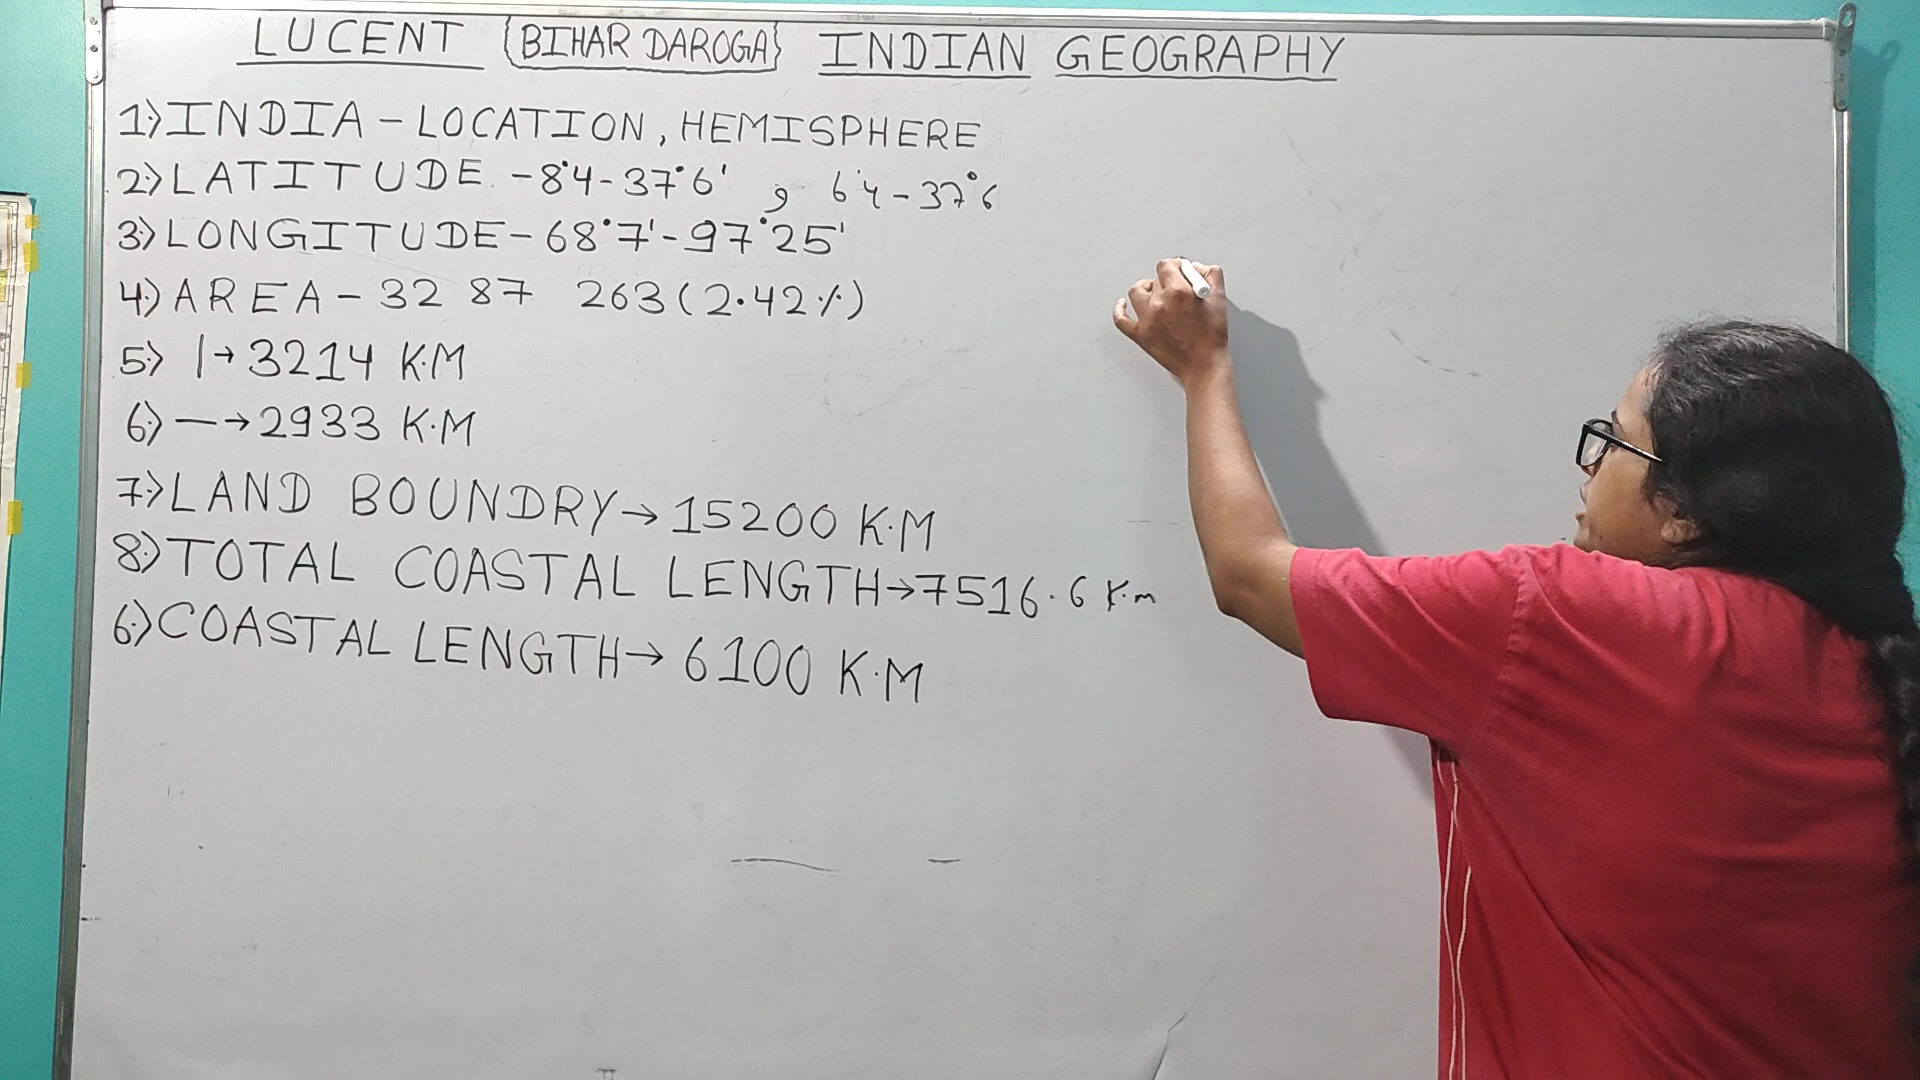 LUCENT {BIHAR DAROGA} INDIAN GEOGRAPHY
1.) INDIA - LOCATION, HEMISPHERE
2.) LATITUDE - 8°4 - 37°6' , 6°4 - 37°6
3.) LONGITUDE - 68°7' - 97°25'
4.) AREA - 32 87 263 (2.42%)
5.) | → 3214 K.M
6.) — → 2933 K.M
7.) LAND BOUNDRY → 15200 K.M
8.) TOTAL COASTAL LENGTH → 7516.6 K.m
6.) COASTAL LENGTH → 6100 K.M